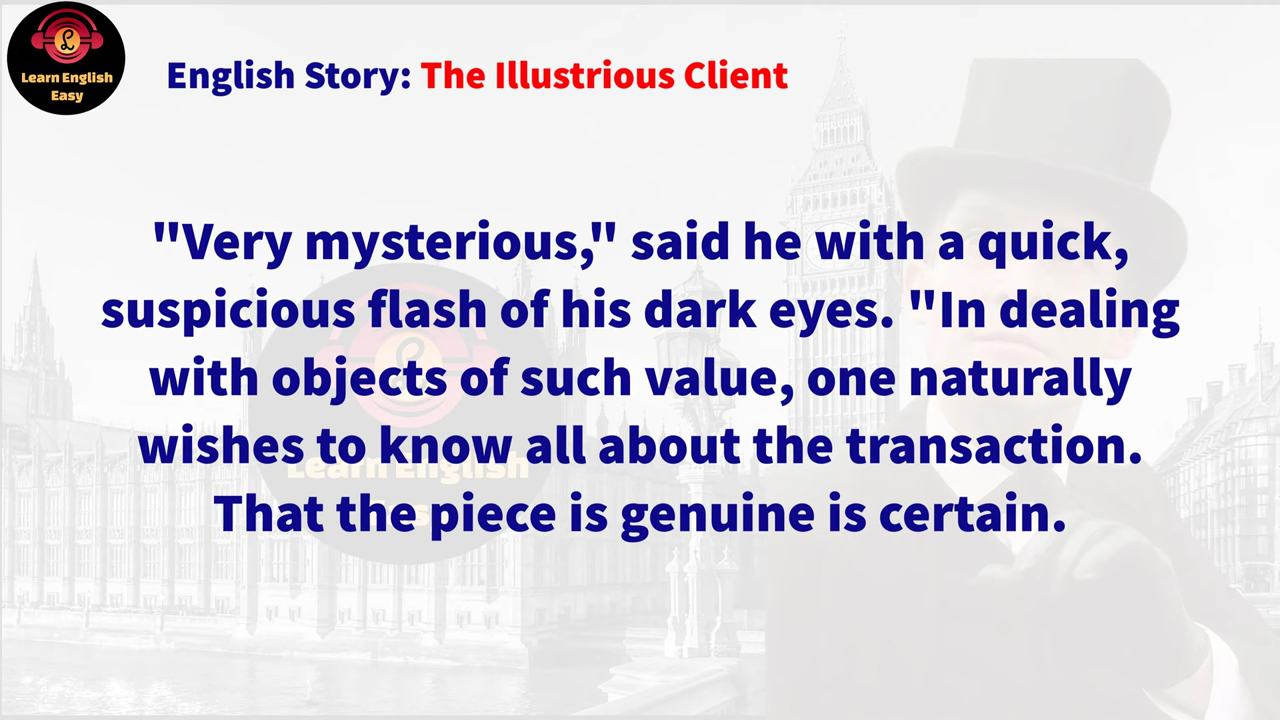 Learn English
Easy
English Story: The Illustrious Client
"Very mysterious," said he with a quick,
suspicious flash of his dark eyes. "In dealing
with objects of such value, one naturally
wishes to know all about the transaction.
That the piece is genuine is certain.
Learn English